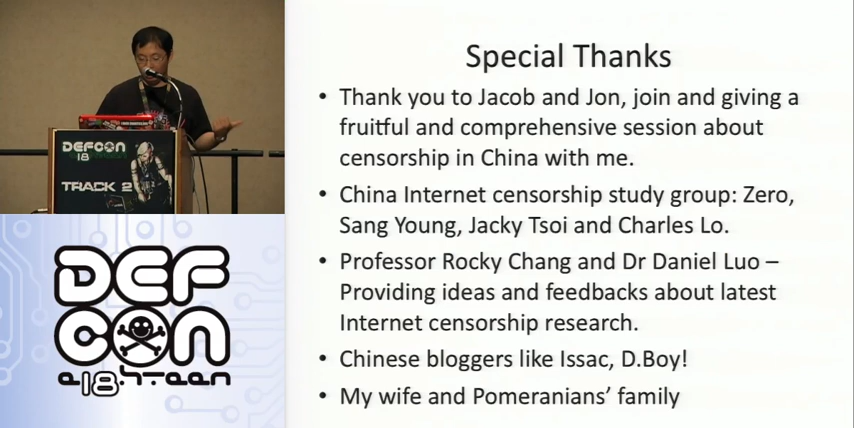 DEFCON
18
TRACK 2
DEF
CON
e18hteen
Special Thanks
• Thank you to Jacob and Jon, join and giving a
fruitful and comprehensive session about
censorship in China with me.
• China Internet censorship study group: Zero,
Sang Young, Jacky Tsoi and Charles Lo.
• Professor Rocky Chang and Dr Daniel Luo –
Providing ideas and feedbacks about latest
Internet censorship research.
• Chinese bloggers like Issac, D.Boy!
• My wife and Pomeranians’ family